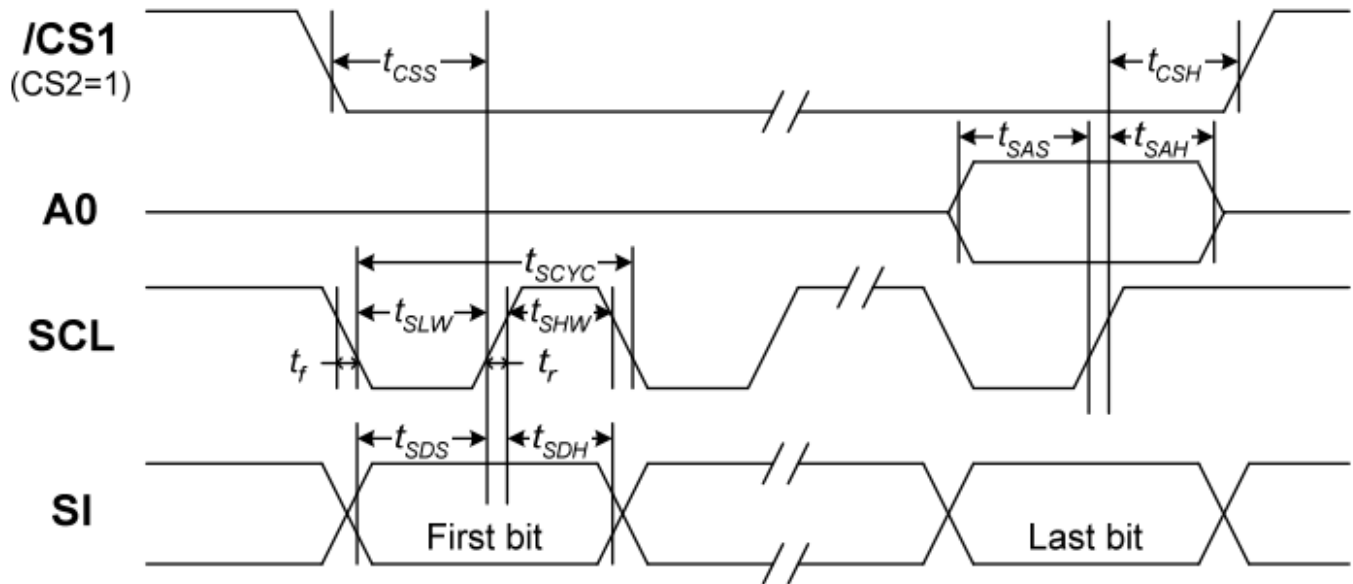 /CS1
(CS2=1)
tCSS
tCSH
tSAS
tSAH
A0
tSCYC
tSLW
tSHW
SCL
tf
tr
tSDS
tSDH
SI
First bit
Last bit